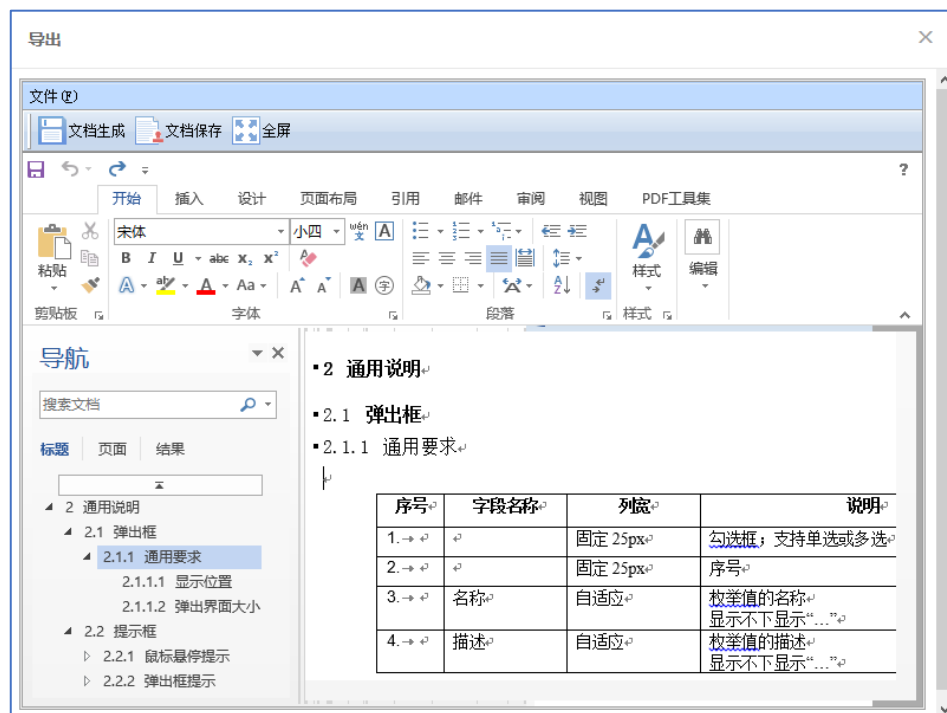 导出
文件(F)
文档生成 文档保存 全屏
?
开始 插入 设计 页面布局 引用 邮件 审阅 视图 PDF工具集
宋体 小四 wén 文 A
B I U abc X₂ X²
粘贴 样式 编辑
A aby A Aa A A A 字 A Z
剪贴板 字体 段落 样式
导航
搜索文档
标题 页面 结果
2 通用说明
2.1 弹出框
2.1.1 通用要求
2.1.1.1 显示位置
2.1.1.2 弹出界面大小
2.2 提示框
2.2.1 鼠标悬停提示
2.2.2 弹出框提示
2 通用说明
2.1 弹出框
2.1.1 通用要求
序号 字段名称 列宽 说明
1. 固定 25px 勾选框；支持单选或多选
2. 固定 25px 序号
3. 名称 自适应 枚举值的名称
显示不下显示“…”
4. 描述 自适应 枚举值的描述
显示不下显示“…”